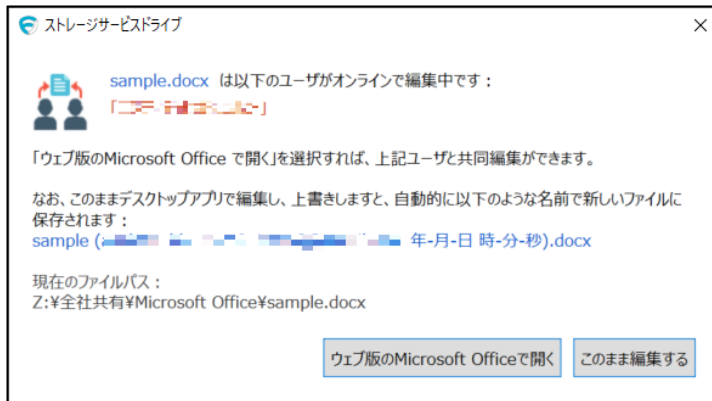 ストレージサービスドライブ
sample.docx は以下のユーザがオンラインで編集中です：
「ウェブ版のMicrosoft Office で開く」を選択すれば、上記ユーザと共同編集ができます。
なお、このままデスクトップアプリで編集し、上書きしますと、自動的に以下のような名前で新しいファイルに
保存されます：
sample ( 年-月-日 時-分-秒).docx
現在のファイルパス：
Z:¥全社共有¥Microsoft Office¥sample.docx
ウェブ版のMicrosoft Officeで開く
このまま編集する